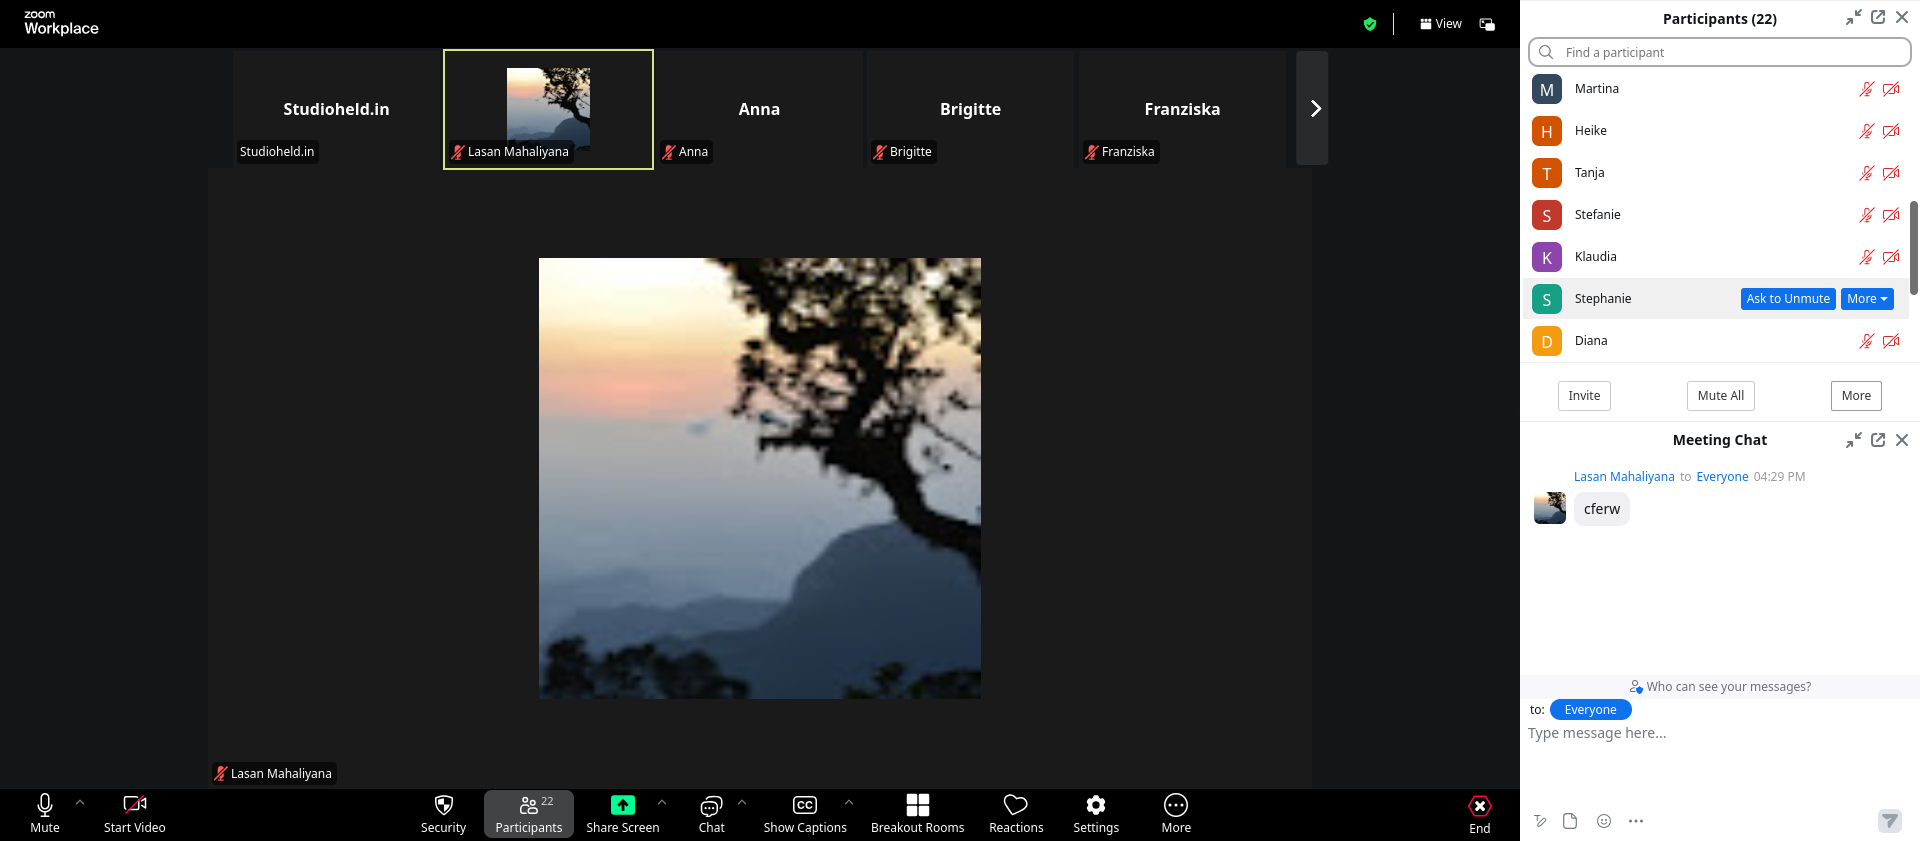 zoom
Workplace
View
Studioheld.in
Studioheld.in
Lasan Mahaliyana
Anna
Anna
Brigitte
Brigitte
Franziska
Franziska
Lasan Mahaliyana
Mute
Start Video
Security
22
Participants
Share Screen
Chat
CC
Show Captions
Breakout Rooms
Reactions
Settings
More
End
Participants (22)
Find a participant
M Martina
H Heike
T Tanja
S Stefanie
K Klaudia
S Stephanie Ask to Unmute More
D Diana
Invite Mute All More
Meeting Chat
Lasan Mahaliyana to Everyone 04:29 PM
cferw
Who can see your messages?
to: Everyone
Type message here...